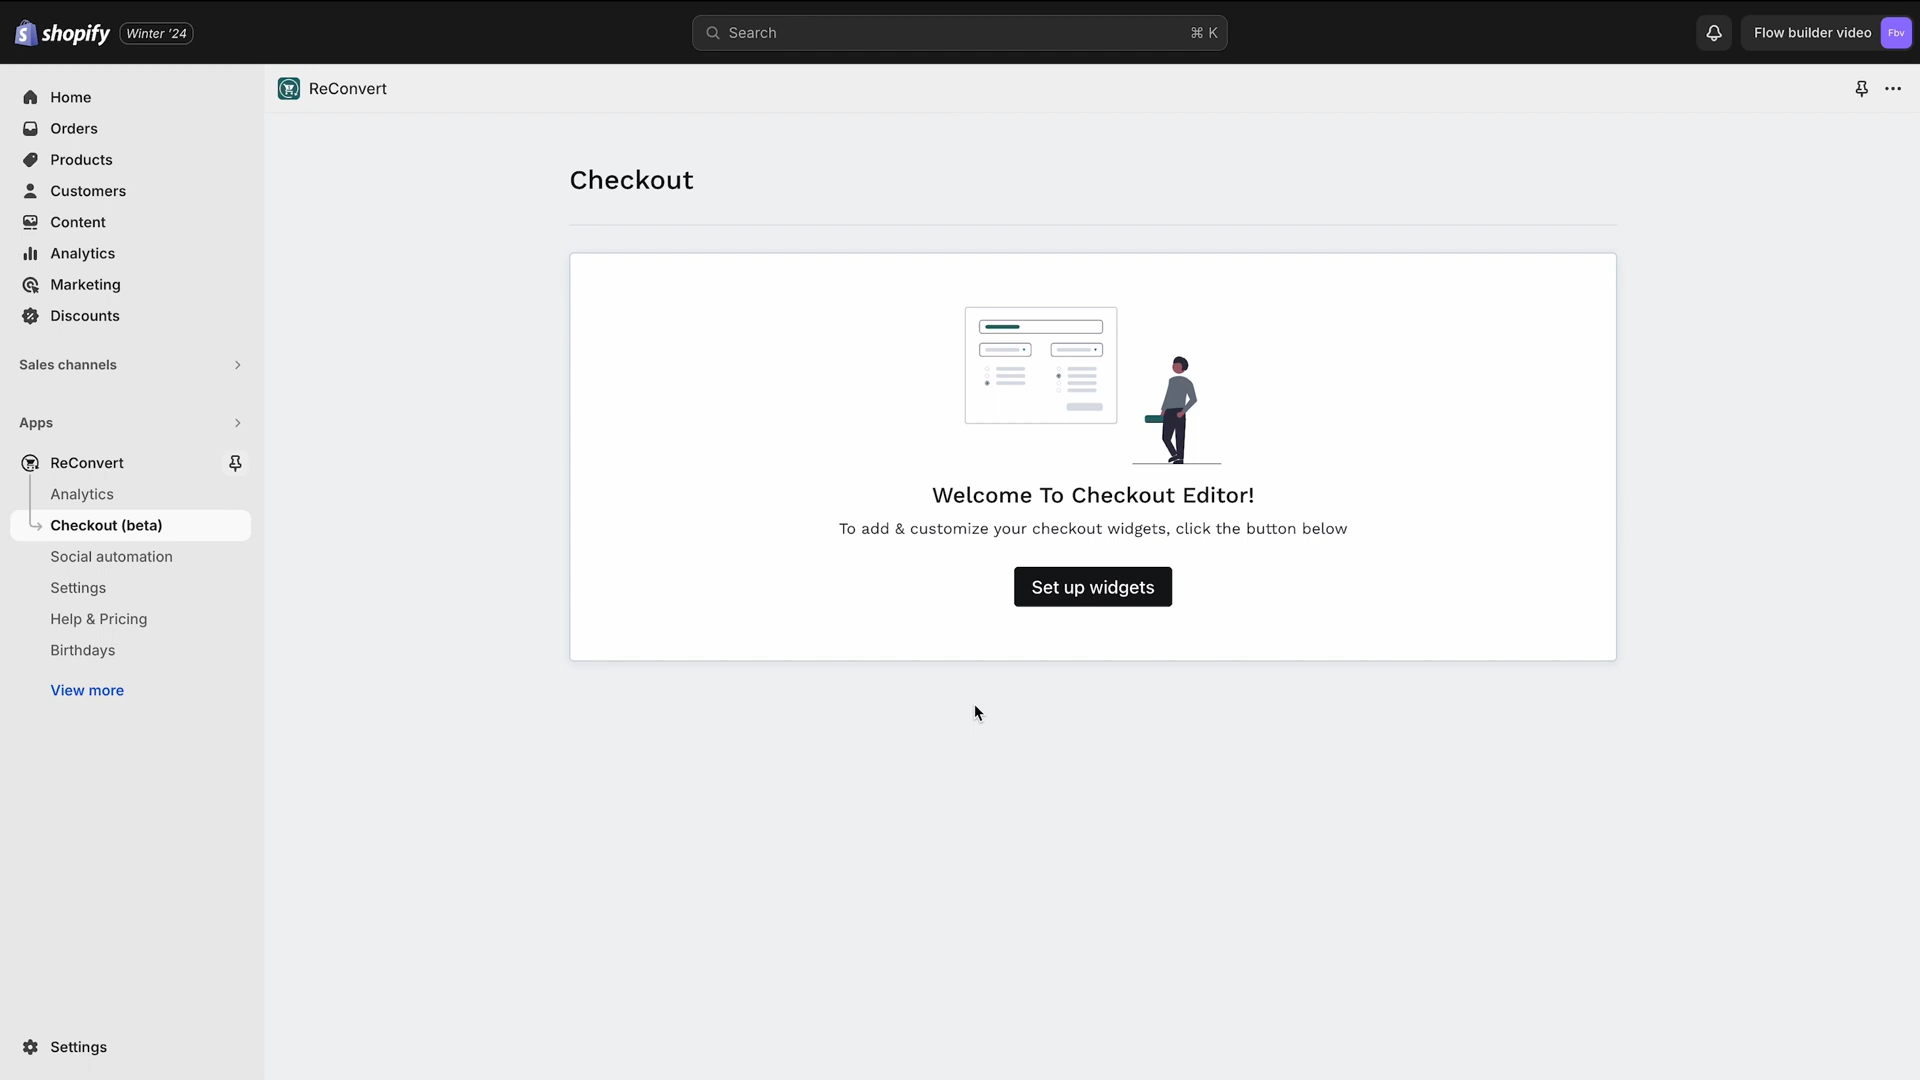 shopify
Winter '24
Search
⌘ K
Flow builder video
Fbv
Home
Orders
Products
Customers
Content
Analytics
Marketing
Discounts
Sales channels
Apps
ReConvert
Analytics
Checkout (beta)
Social automation
Settings
Help & Pricing
Birthdays
View more
Settings
ReConvert
Checkout
Welcome To Checkout Editor!
To add & customize your checkout widgets, click the button below
Set up widgets